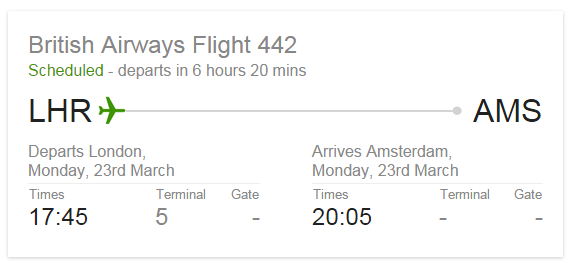 British Airways Flight 442
Scheduled - departs in 6 hours 20 mins
LHR AMS
Departs London,
Monday, 23rd March
Times Terminal Gate
17:45 5 -
Arrives Amsterdam,
Monday, 23rd March
Times Terminal Gate
20:05 - -